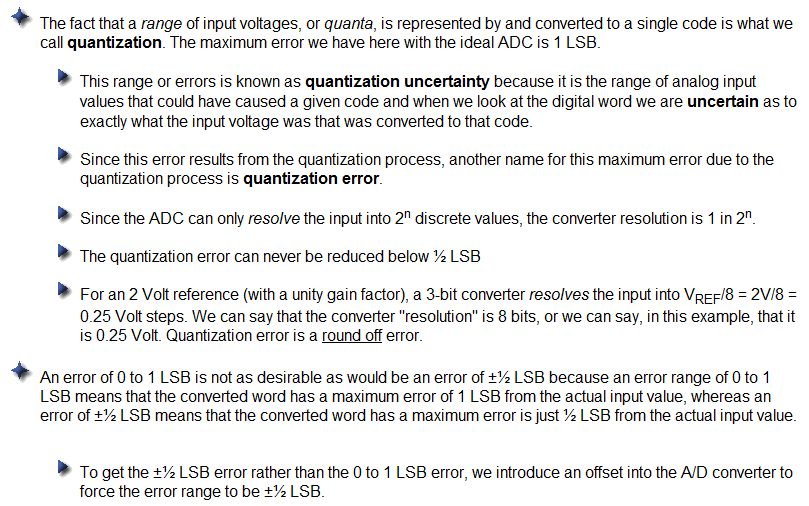 The fact that a range of input voltages, or quanta, is represented by and converted to a single code is what we
call quantization. The maximum error we have here with the ideal ADC is 1 LSB.
This range or errors is known as quantization uncertainty because it is the range of analog input
values that could have caused a given code and when we look at the digital word we are uncertain as to
exactly what the input voltage was that was converted to that code.
Since this error results from the quantization process, another name for this maximum error due to the
quantization process is quantization error.
Since the ADC can only resolve the input into 2ⁿ discrete values, the converter resolution is 1 in 2ⁿ.
The quantization error can never be reduced below ½ LSB
For an 2 Volt reference (with a unity gain factor), a 3-bit converter resolves the input into VREF/8 = 2V/8 =
0.25 Volt steps. We can say that the converter "resolution" is 8 bits, or we can say, in this example, that it
is 0.25 Volt. Quantization error is a round off error.
An error of 0 to 1 LSB is not as desirable as would be an error of ±½ LSB because an error range of 0 to 1
LSB means that the converted word has a maximum error of 1 LSB from the actual input value, whereas an
error of ±½ LSB means that the converted word has a maximum error is just ½ LSB from the actual input value.
To get the ±½ LSB error rather than the 0 to 1 LSB error, we introduce an offset into the A/D converter to
force the error range to be ±½ LSB.